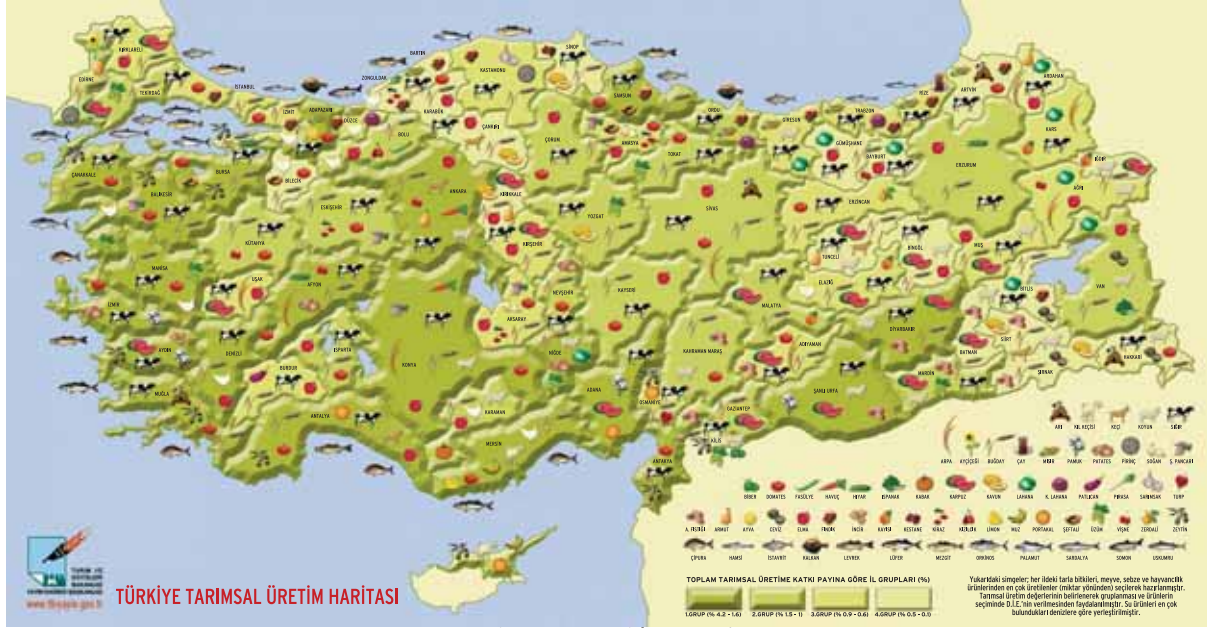 KIRKLARELİ
EDİRNE
TEKİRDAĞ
İSTANBUL
İZMİT
ADAPAZARI
DÜZCE
ZONGULDAK
BARTIN
KARABÜK
KASTAMONU
SİNOP
SAMSUN
ORDU
GİRESUN
TRABZON
RİZE
ARTVİN
ARDAHAN
KARS
ÇANAKKALE
BALIKESİR
BURSA
BİLECİK
BOLU
ÇANKIRI
ÇORUM
AMASYA
TOKAT
GÜMÜŞHANE
BAYBURT
ERZURUM
IĞDIR
AĞRI
ESKİŞEHİR
ANKARA
KIRIKKALE
YOZGAT
SİVAS
ERZİNCAN
KÜTAHYA
KIRŞEHİR
TUNCELİ
BİNGÖL
MUŞ
MANİSA
UŞAK
AFYON
NEVŞEHİR
KAYSERİ
MALATYA
ELAZIĞ
BİTLİS
VAN
İZMİR
AKSARAY
DİYARBAKIR
AYDIN
DENİZLİ
ISPARTA
KONYA
NİĞDE
KAHRAMAN MARAŞ
ADIYAMAN
BATMAN
SİİRT
HAKKARİ
BURDUR
MARDİN
ŞIRNAK
MUĞLA
ANTALYA
KARAMAN
ADANA
OSMANİYE
GAZİANTEP
ŞANLI URFA
MERSİN
KİLİS
ANTAKYA
ARI KIL KEÇİSİ KEÇİ KOYUN SIĞIR
ARPA AYÇİÇEĞİ BUĞDAY ÇAY MISIR PAMUK PATATES PİRİNÇ SOĞAN Ş. PANCARI
BİBER DOMATES FASÜLYE HAVUÇ HIYAR ISPANAK KABAK KARPUZ KAVUN LAHANA K. LAHANA PATLICAN PIRASA SARIMSAK TURP
A. FISTIĞI ARMUT AYVA CEVİZ ELMA FINDIK İNCİR KAYISI KESTANE KİRAZ KIZILCIK LİMON MUZ PORTAKAL ŞEFTALİ ÜZÜM VİŞNE ZERDALİ ZEYTİN
ÇİPURA HAMSİ İSTAVRİT KALKAN LEVREK LÜFER MEZGİT ORKİNOS PALAMUT SARDALYA SOMON USKUMRU
TARIM VE
www.tkyayin.gov.tr
TÜRKİYE TARIMSAL ÜRETİM HARİTASI
TOPLAM TARIMSAL ÜRETİME KATKI PAYINA GÖRE İL GRUPLARI (%)
1.GRUP (% 4.2 - 1.6) 2.GRUP (% 1.5 - 1) 3.GRUP (% 0.9 - 0.6) 4.GRUP (% 0.5 - 0.1)
Yukarıdaki simgeler; her ildeki tarla bitkileri, meyve, sebze ve hayvancılık
ürünlerinden en çok üretilenler (miktar yönünden) seçilerek hazırlanmıştır.
Tarımsal üretim değerlerinin belirlenerek gruplanması ve ürünlerin
seçiminde D.İ.E.'nin verilmesinden faydalanılmıştır. Su ürünleri en çok
bulundukları denizlere göre yerleştirilmiştir.